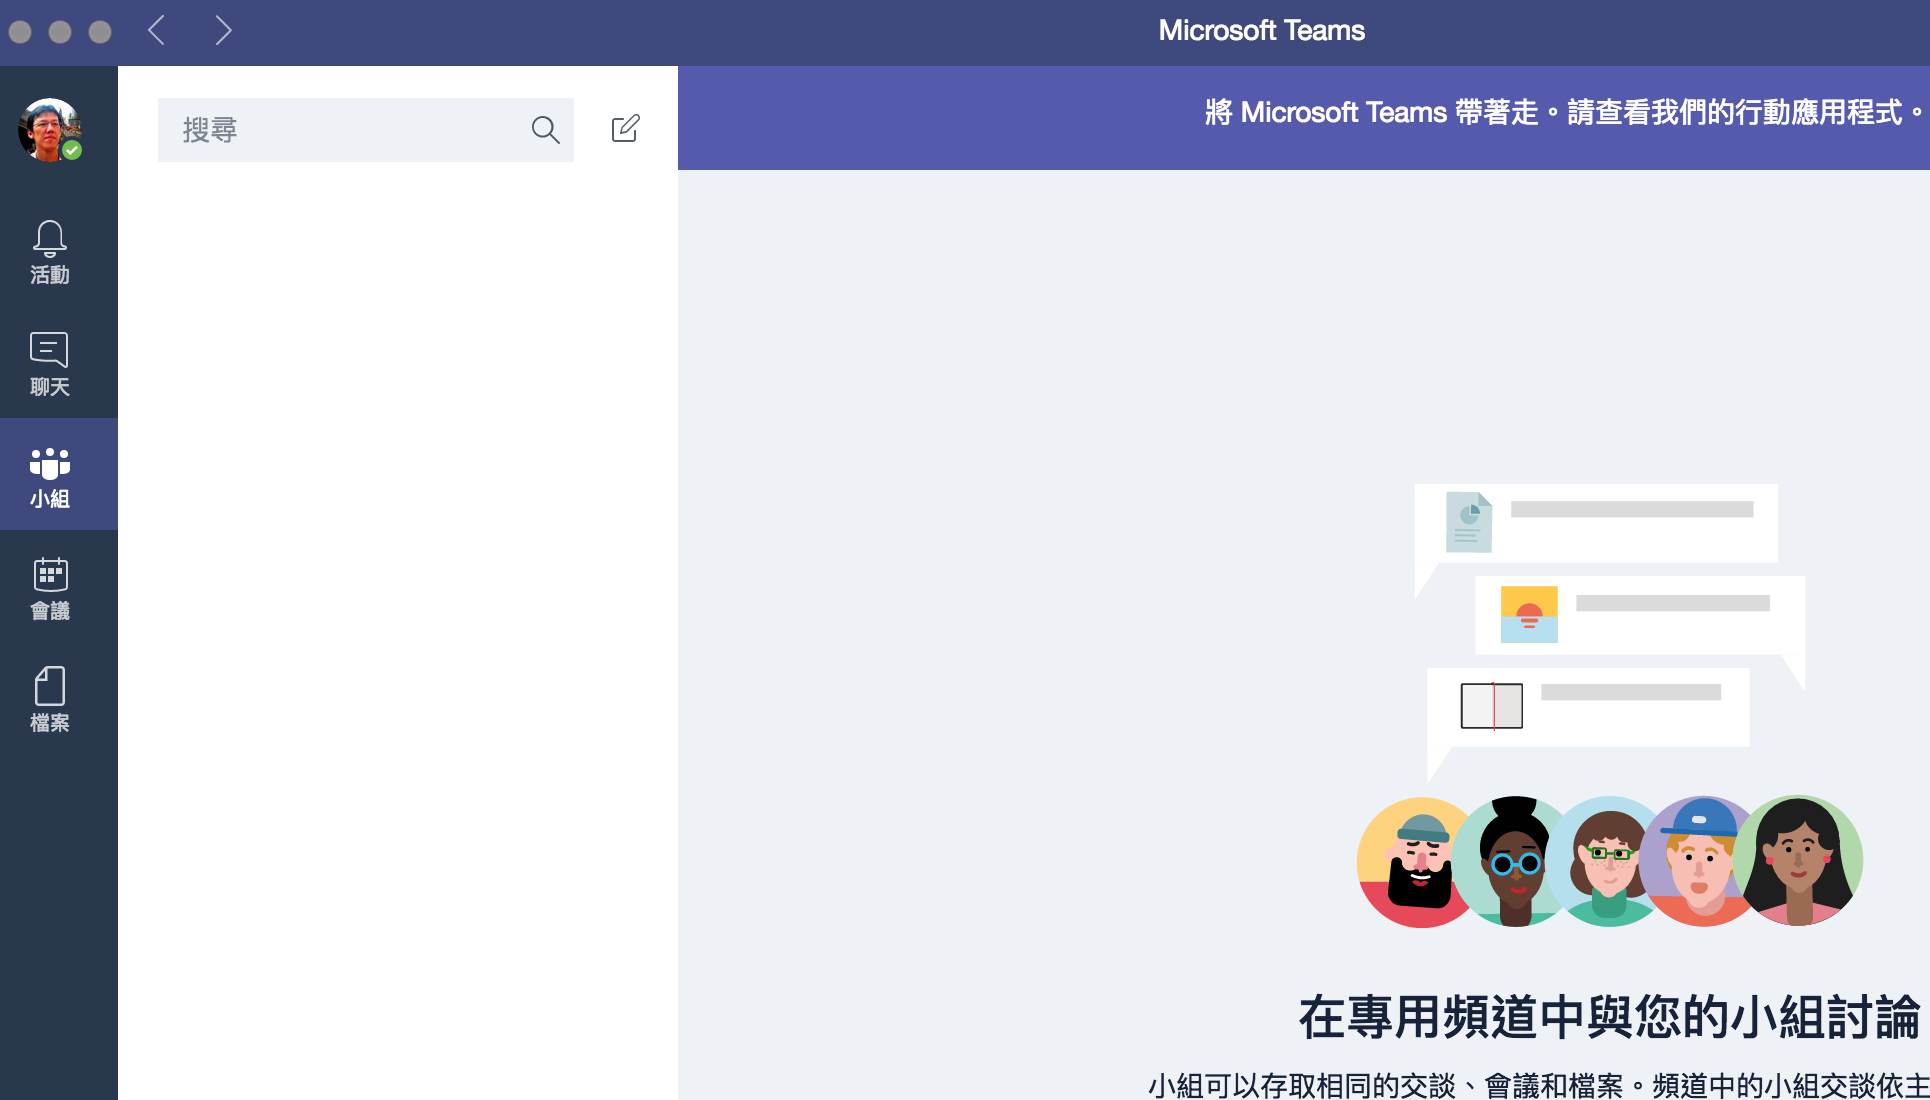 Microsoft Teams
將 Microsoft Teams 帶著走。請查看我們的行動應用程式。
搜尋
活動
聊天
小組
會議
檔案
在專用頻道中與您的小組討論
小組可以存取相同的交談、會議和檔案。頻道中的小組交談依主